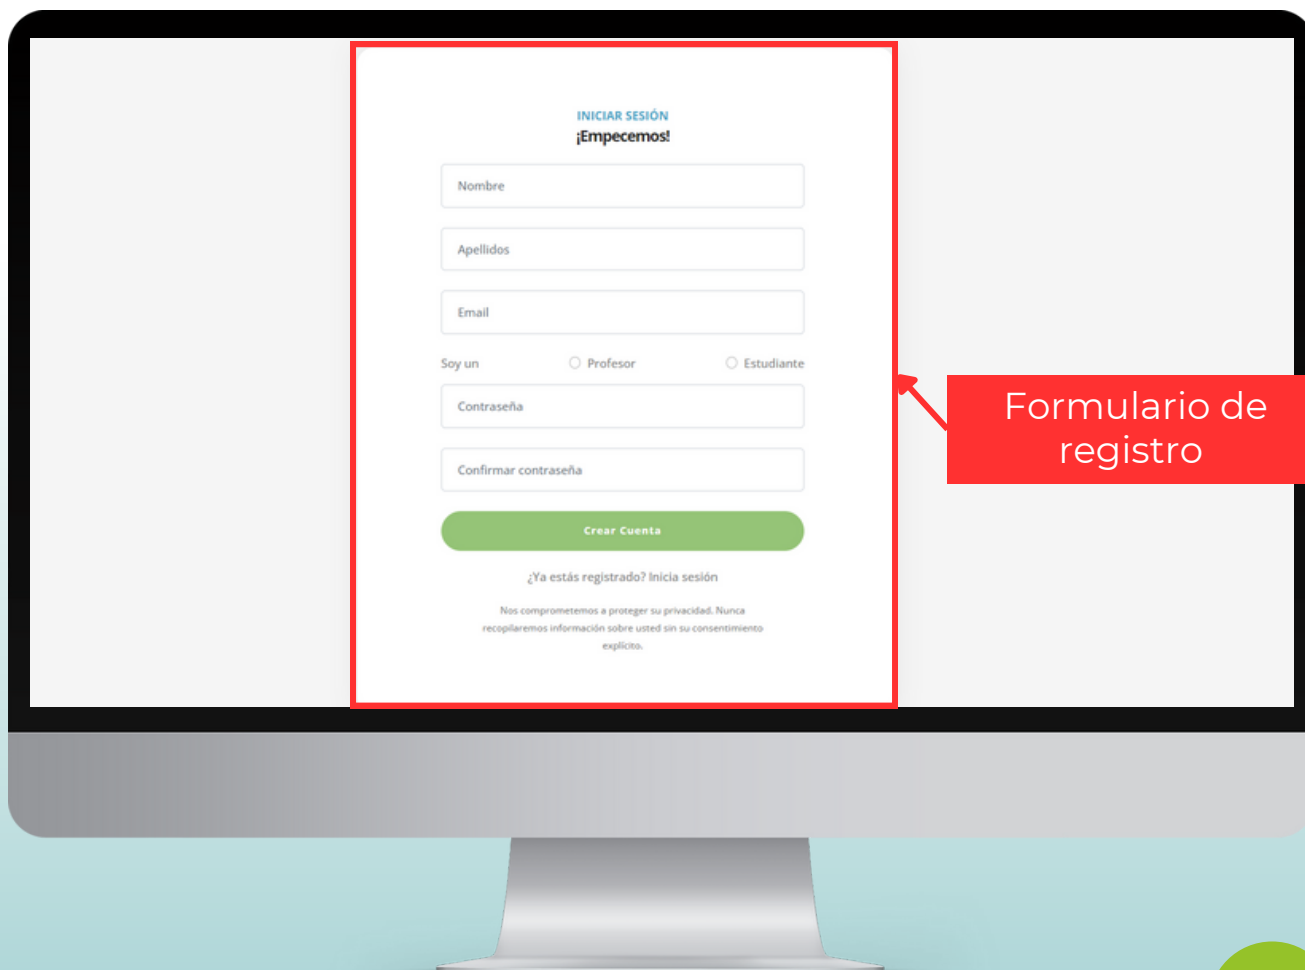 INICIAR SESIÓN
¡Empecemos!
Nombre
Apellidos
Email
Soy un Profesor Estudiante
Contraseña
Confirmar contraseña
Crear Cuenta
¿Ya estás registrado? Inicia sesión
Nos comprometemos a proteger su privacidad. Nunca
recopilaremos información sobre usted sin su consentimiento
explícito.
Formulario de
registro